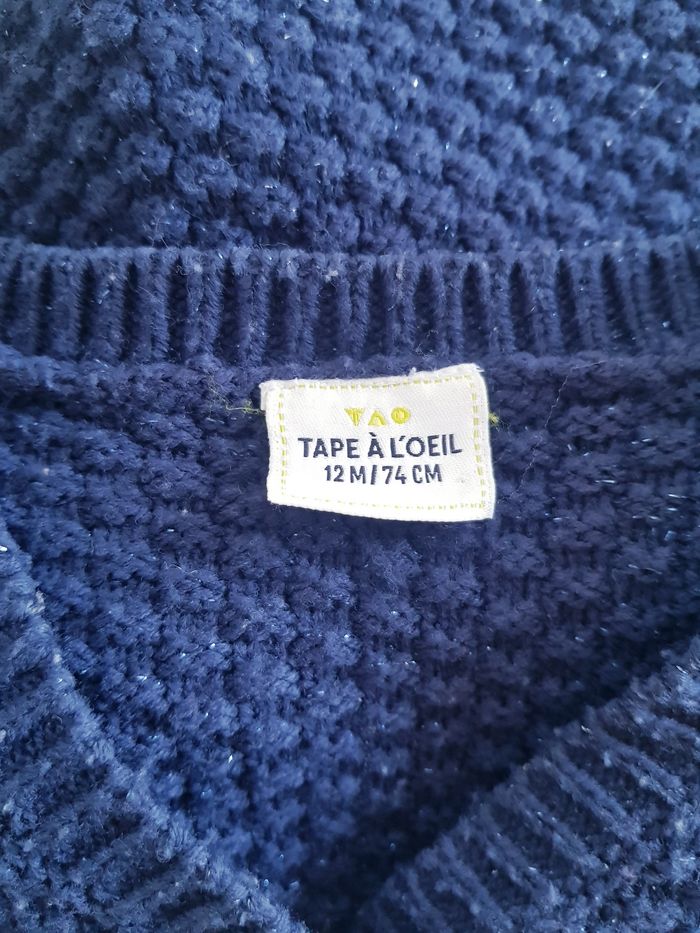 TAO
TAPE À L'OEIL
12 M/74 CM